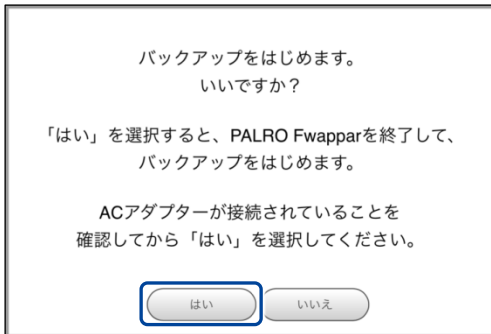 バックアップをはじめます。
いいですか？
「はい」を選択すると、PALRO Fwapparを終了して、
バックアップをはじめます。
ACアダプターが接続されていることを
確認してから「はい」を選択してください。
はい いいえ